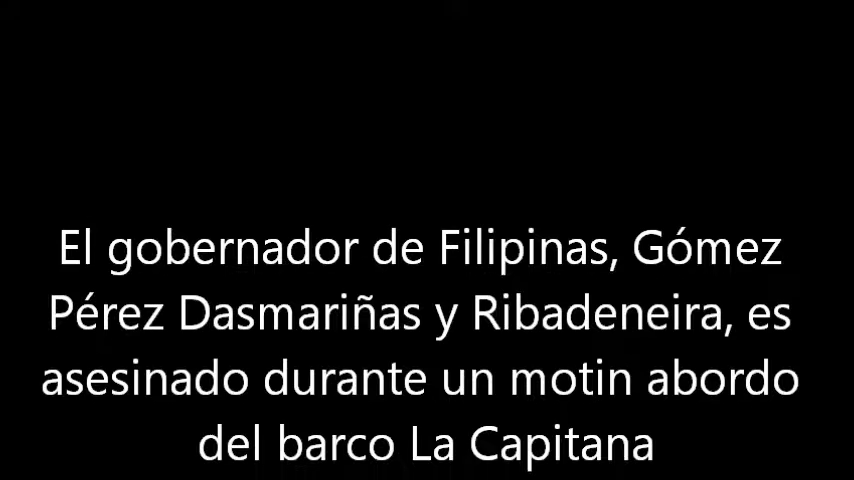 El gobernador de Filipinas, Gómez
Pérez Dasmariñas y Ribadeneira, es
asesinado durante un motin abordo
del barco La Capitana